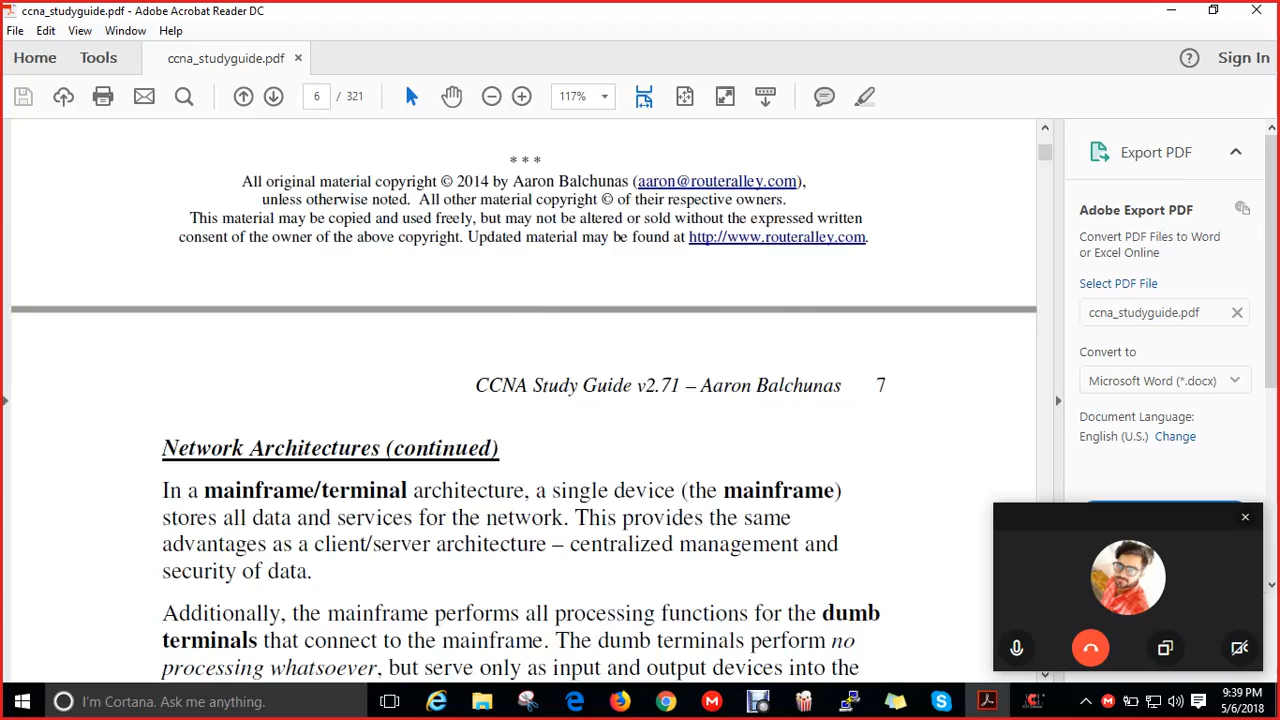 ccna_studyguide.pdf - Adobe Acrobat Reader DC
File Edit View Window Help
Home Tools ccna_studyguide.pdf × Sign In
6 / 321 117%
* * *
All original material copyright © 2014 by Aaron Balchunas (aaron@routeralley.com),
unless otherwise noted. All other material copyright © of their respective owners.
This material may be copied and used freely, but may not be altered or sold without the expressed written
consent of the owner of the above copyright. Updated material may be found at http://www.routeralley.com.
CCNA Study Guide v2.71 – Aaron Balchunas 7
Network Architectures (continued)
In a mainframe/terminal architecture, a single device (the mainframe)
stores all data and services for the network. This provides the same
advantages as a client/server architecture – centralized management and
security of data.
Additionally, the mainframe performs all processing functions for the dumb
terminals that connect to the mainframe. The dumb terminals perform no
processing whatsoever, but serve only as input and output devices into the
Export PDF
Adobe Export PDF
Convert PDF Files to Word
or Excel Online
Select PDF File
ccna_studyguide.pdf
Convert to
Microsoft Word (*.docx)
Document Language:
English (U.S.) Change
I'm Cortana. Ask me anything.
9:39 PM
5/6/2018